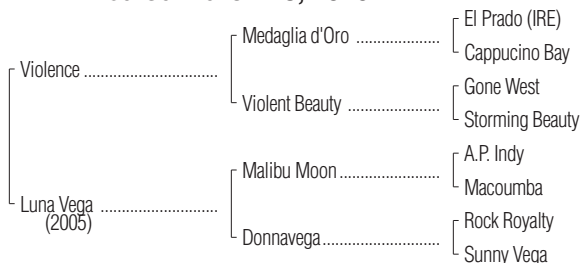 El Prado (IRE)
Medaglia d'Oro
Cappucino Bay
Violence
Gone West
Violent Beauty
Storming Beauty
A.P. Indy
Malibu Moon
Macoumba
Luna Vega
(2005)
Rock Royalty
Donnavega
Sunny Vega